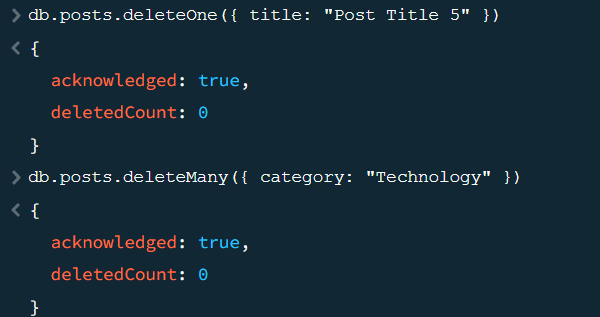 > db.posts.deleteOne({ title: "Post Title 5" })
< {
acknowledged: true,
deletedCount: 0
}
> db.posts.deleteMany({ category: "Technology" })
< {
acknowledged: true,
deletedCount: 0
}